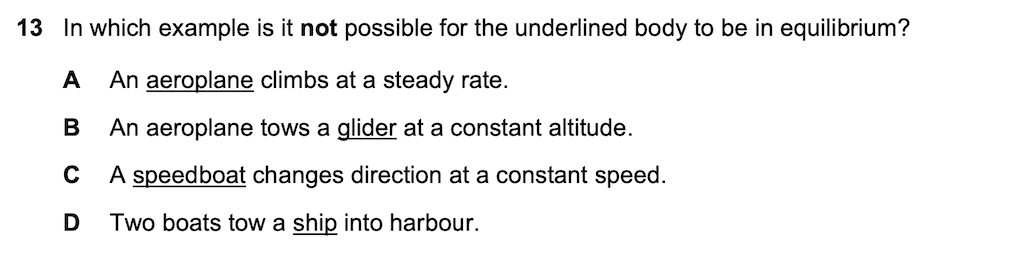 13 In which example is it not possible for the underlined body to be in equilibrium?
A An aeroplane climbs at a steady rate.
B An aeroplane tows a glider at a constant altitude.
C A speedboat changes direction at a constant speed.
D Two boats tow a ship into harbour.